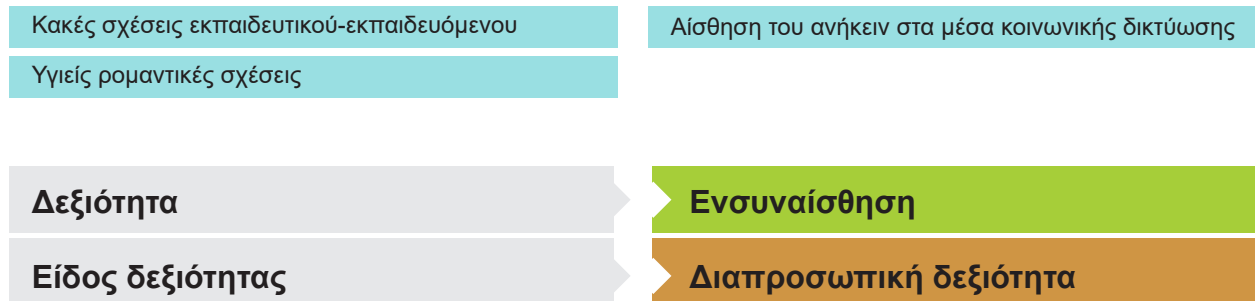 Κακές σχέσεις εκπαιδευτικού-εκπαιδευόμενου
Αίσθηση του ανήκειν στα μέσα κοινωνικής δικτύωσης
Υγιείς ρομαντικές σχέσεις
Δεξιότητα
Ενσυναίσθηση
Είδος δεξιότητας
Διαπροσωπική δεξιότητα